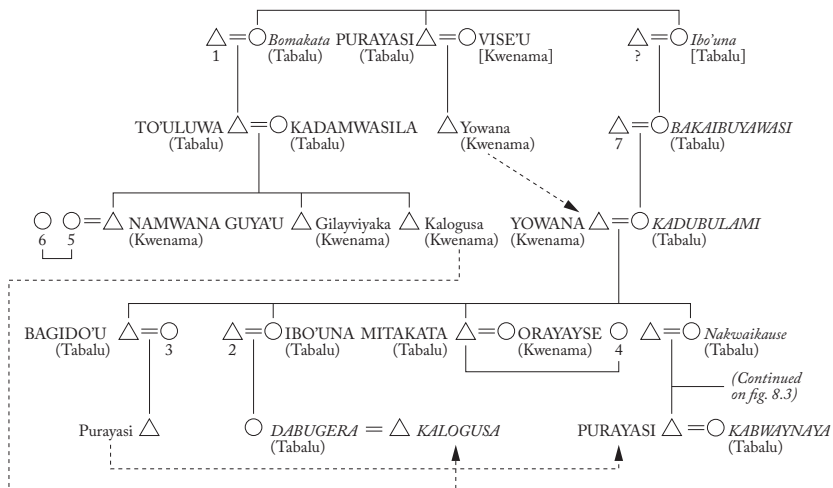 Bomakata PURAYASI VISE'U Ibo'una
1 (Tabalu) (Tabalu) [Kwenama] ? [Tabalu]
TO'ULUWA KADAMWASILA Yowana BAKAIBUYAWASI
(Tabalu) (Tabalu) (Kwenama) 7 (Tabalu)
NAMWANA GUYA'U Gilayviyaka Kalogusa YOWANA KADUBULAMI
6 5 (Kwenama) (Kwenama) (Kwenama) (Kwenama) (Tabalu)
BAGIDO'U IBO'UNA MITAKATA ORAYAYSE Nakwaikause
(Tabalu) 3 2 (Tabalu) (Tabalu) (Kwenama) 4 (Tabalu)
(Continued
on fig. 8.3)
Purayasi DABUGERA KALOGUSA PURAYASI KABWAYNAYA
(Tabalu) (Tabalu)